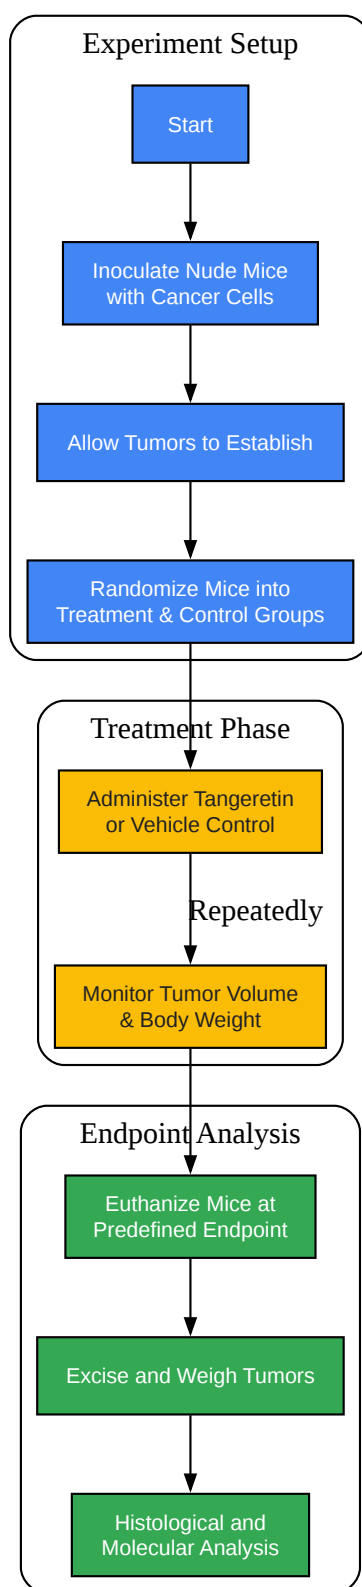 Experiment Setup
Start
Inoculate Nude Mice
with Cancer Cells
Allow Tumors to Establish
Randomize Mice into
Treatment & Control Groups
Treatment Phase
Administer Tangeretin
or Vehicle Control
Repeatedly
Monitor Tumor Volume
& Body Weight
Endpoint Analysis
Euthanize Mice at
Predefined Endpoint
Excise and Weigh Tumors
Histological and
Molecular Analysis